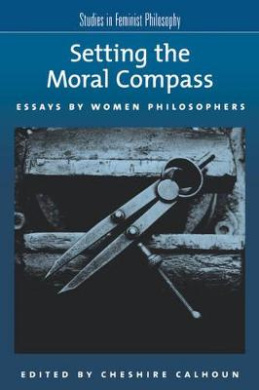 Studies in Feminist Philosophy
Setting the
Moral Compass
ESSAYS BY WOMEN PHILOSOPHERS
EDITED BY CHESHIRE CALHOUN